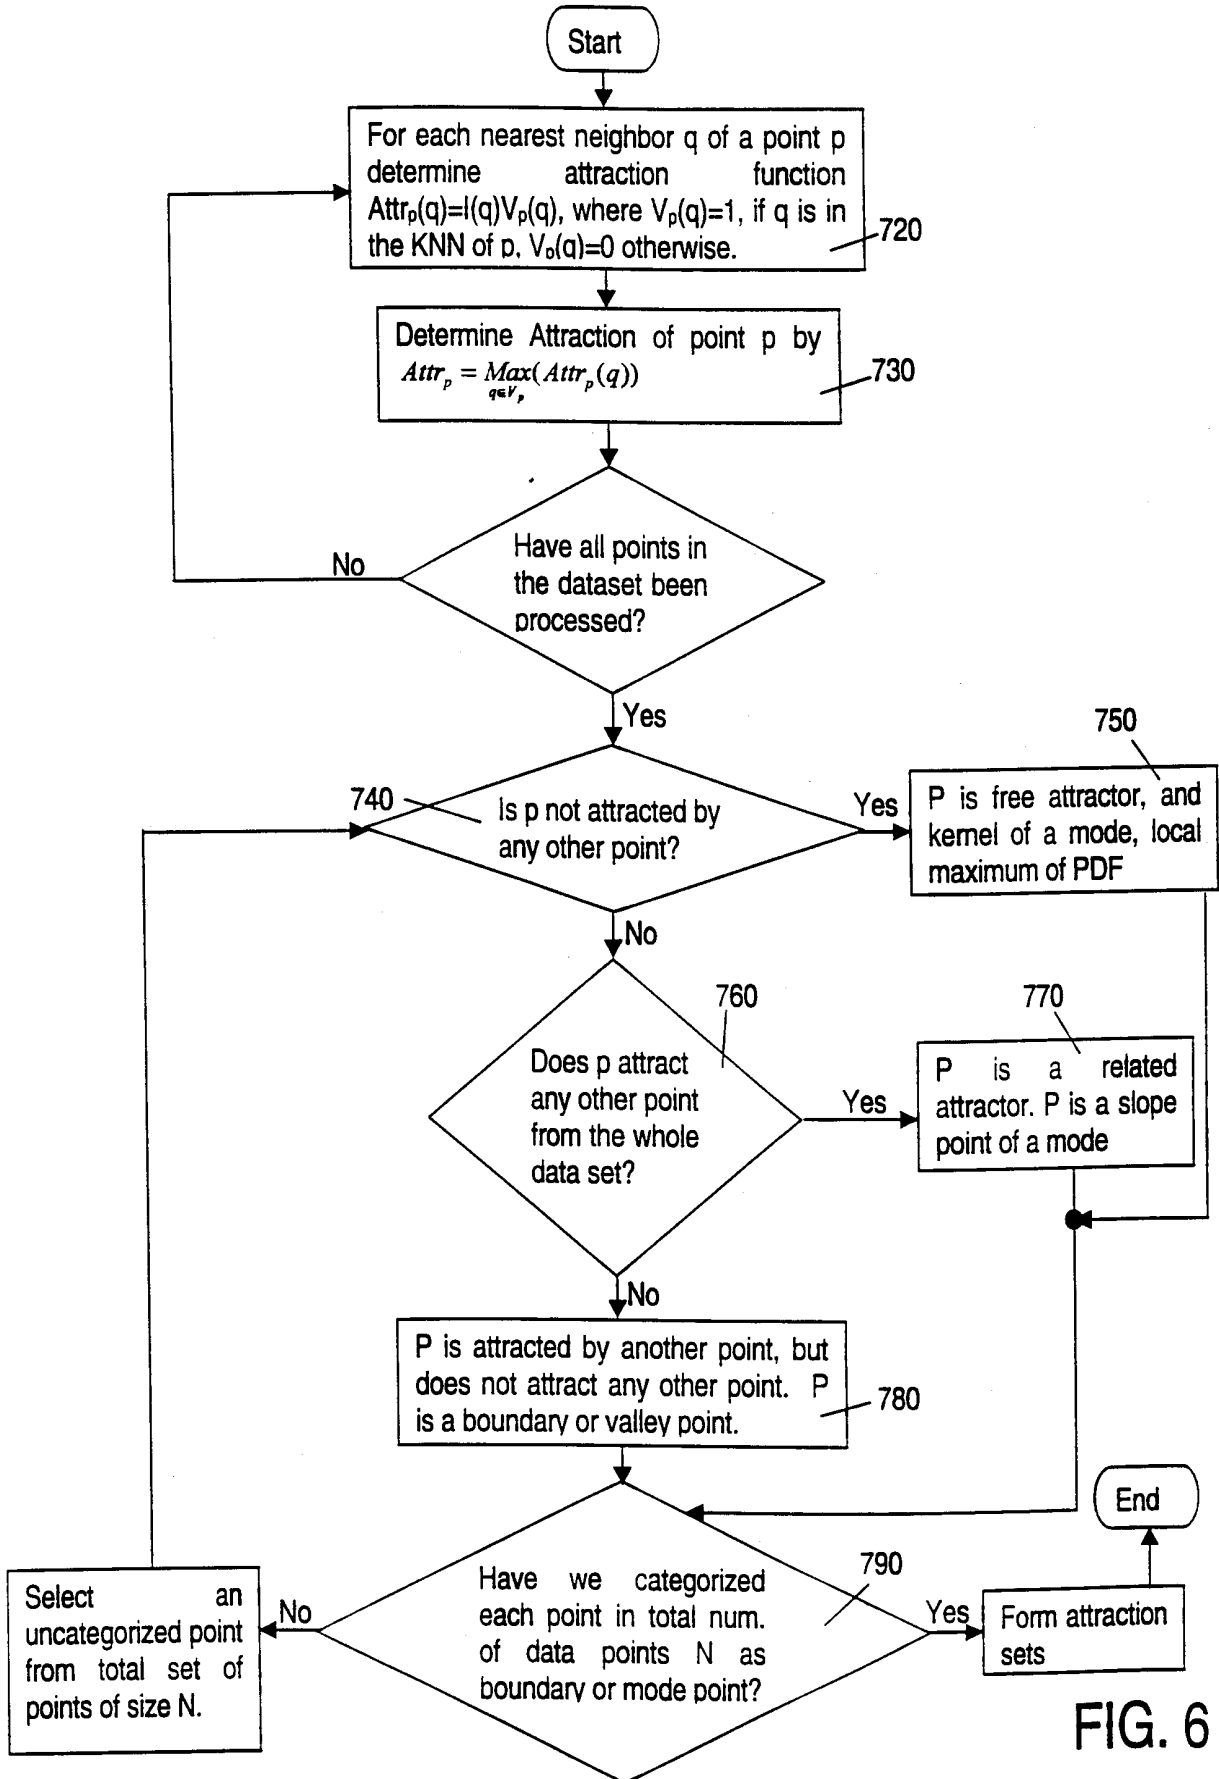 Start
For each nearest neighbor q of a point p
determine attraction function
Attrp(q)=I(q)Vp(q), where Vp(q)=1, if q is in
the KNN of p, Vp(q)=0 otherwise.
720
Determine Attraction of point p by
Attr_p = Max(Attr_p(q))
q∈V_p
730
Have all points in
the dataset been
processed?
No
Yes
750
740
Is p not attracted by
any other point?
Yes
P is free attractor, and
kernel of a mode, local
maximum of PDF
No
760
770
Does p attract
any other point
from the whole
data set?
Yes
P is a related
attractor. P is a slope
point of a mode
No
P is attracted by another point, but
does not attract any other point. P
is a boundary or valley point.
780
End
790
Have we categorized
each point in total num.
of data points N as
boundary or mode point?
No
Yes
Select an
uncategorized point
from total set of
points of size N.
Form attraction
sets
FIG. 6